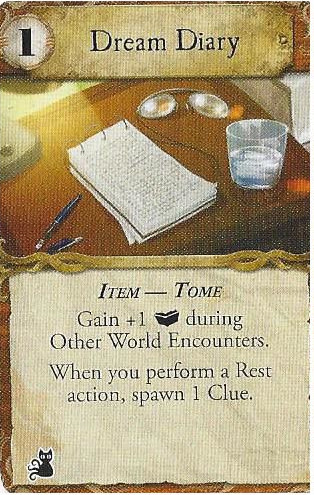 1
Dream Diary
ITEM — TOME
Gain +1 during
Other World Encounters.
When you perform a Rest
action, spawn 1 Clue.